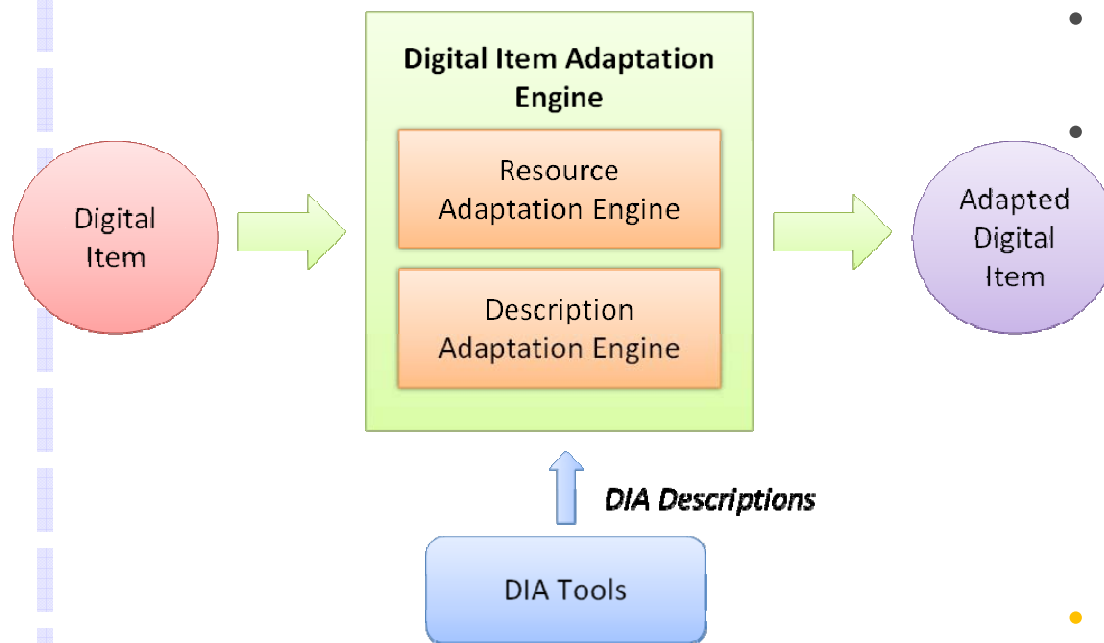 Digital Item Adaptation
Engine
Resource
Adaptation Engine
Description
Adaptation Engine
Digital
Item
Adapted
Digital
Item
DIA Descriptions
DIA Tools